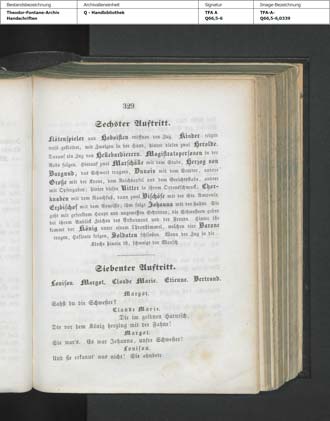 Bestandsbezeichnung
Archivalieneinheit
Signatur
Image-Bezeichnung
Theodor-Fontane-Archiv
Handschriften
Q - Handbibliothek
TFA A
Q66,5-6
TFA-A-
Q66,5-6,0339
329
Sechster Auftritt.
Flötenspieler und Hoboisten eröffnen den Zug. Kinder folgen
weiß gekleidet, mit Zweigen in der Hand, hinter diesen zwei Herolde.
Darauf ein Zug von Hellebardierern. Magistratspersonen in der
Robe folgen. Hierauf zwei Marschälle mit dem Stabe, Herzog von
Burgund, das Schwert tragend, Dunois mit dem Scepter, andere
Große mit der Krone, dem Reichsapfel und dem Gerichtsstabe, andere
mit Opfergaben; hinter diesen Ritter in ihrem Ordensschmuck, Chor-
knaben mit dem Rauchfaß, dann zwei Bischöfe mit der Ste. Ampoule,
Erzbischof mit dem Crucifix; ihm folgt Johanna mit der Fahne. Sie
geht mit gesenktem Haupt und ungewissen Schritten, die Schwestern geben
bei ihrem Anblick Zeichen des Erstaunens und der Freude. Hinter ihr
kommt der König unter einem Thronhimmel, welchen vier Barone
tragen, Hofleute folgen, Soldaten schließen. Wenn der Zug in die
Kirche hinein ist, schweigt der Marsch.
Siebenter Auftritt.
Louison. Margot. Claude Marie. Etienne. Bertrand.
Margot.
Sahst du die Schwester?
Claude Marie.
Die im goldnen Harnisch,
Die vor dem König herging mit der Fahne!
Margot.
Sie war's. Es war Johanna, unsre Schwester!
Louison.
Und sie erkannt' uns nicht! Sie ahndete